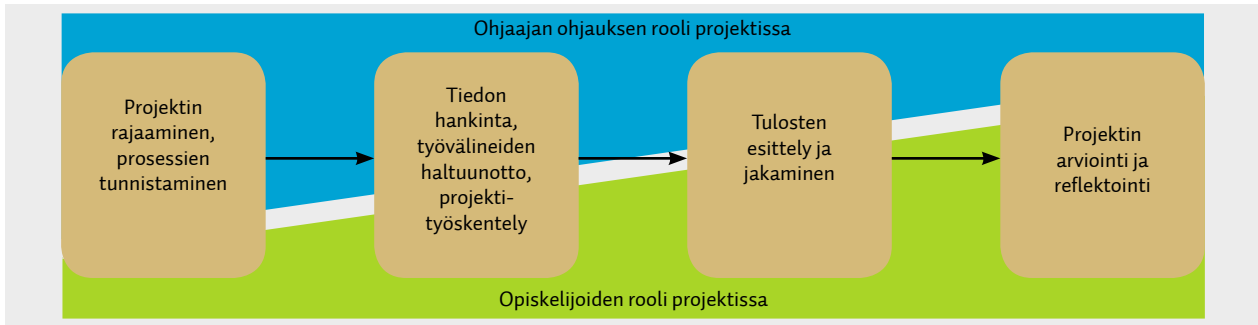 Ohjaajan ohjauksen rooli projektissa
Projektin
rajaaminen,
prosessien
tunnistaminen
Tiedon
hankinta,
työvälineiden
haltuunotto,
projekti-
työskentely
Tulosten
esittely ja
jakaminen
Projektin
arviointi ja
reflektointi
Opiskelijoiden rooli projektissa